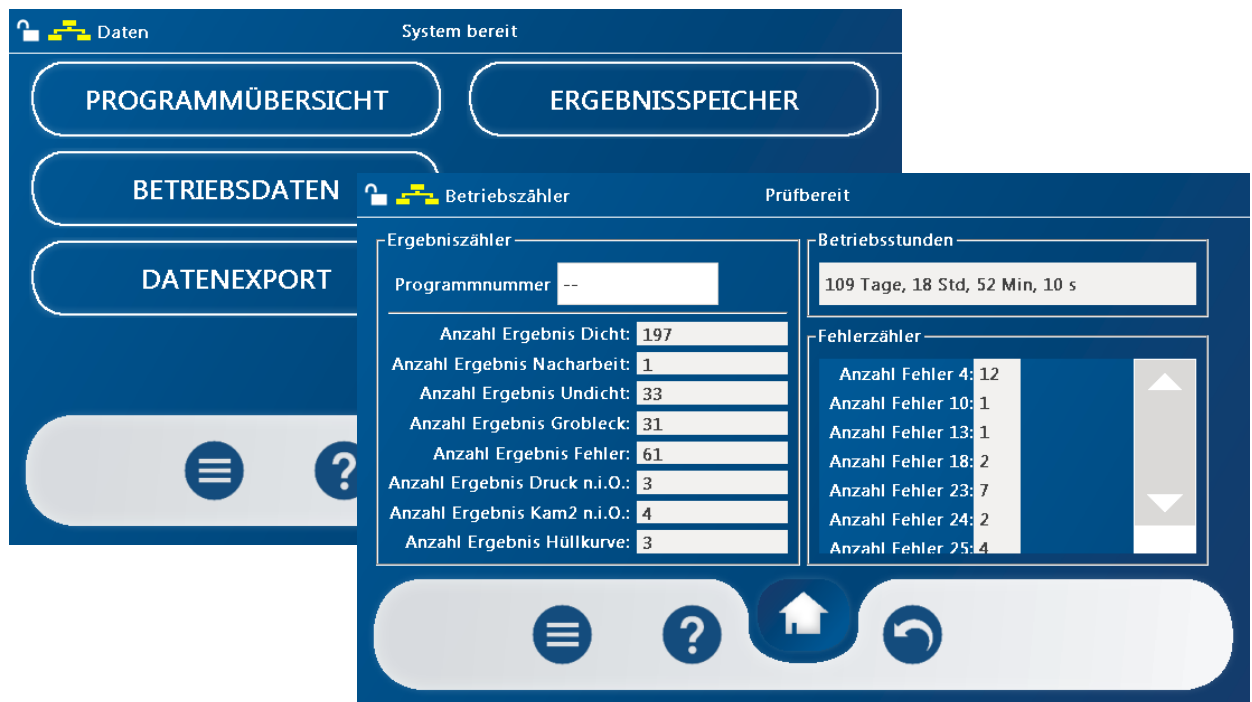 Daten
System bereit
PROGRAMMÜBERSICHT
ERGEBNISSPEICHER
BETRIEBSDATEN
DATENEXPORT
?
Betriebszähler
Prüfbereit
Ergebniszähler
Programmnummer --
Anzahl Ergebnis Dicht: 197
Anzahl Ergebnis Nacharbeit: 1
Anzahl Ergebnis Undicht: 33
Anzahl Ergebnis Grobleck: 31
Anzahl Ergebnis Fehler: 61
Anzahl Ergebnis Druck n.i.O.: 3
Anzahl Ergebnis Kam2 n.i.O.: 4
Anzahl Ergebnis Hüllkurve: 3
Betriebsstunden
109 Tage, 18 Std, 52 Min, 10 s
Fehlerzähler
Anzahl Fehler 4: 12
Anzahl Fehler 10: 1
Anzahl Fehler 13: 1
Anzahl Fehler 18: 2
Anzahl Fehler 23: 7
Anzahl Fehler 24: 2
Anzahl Fehler 25: 4
?